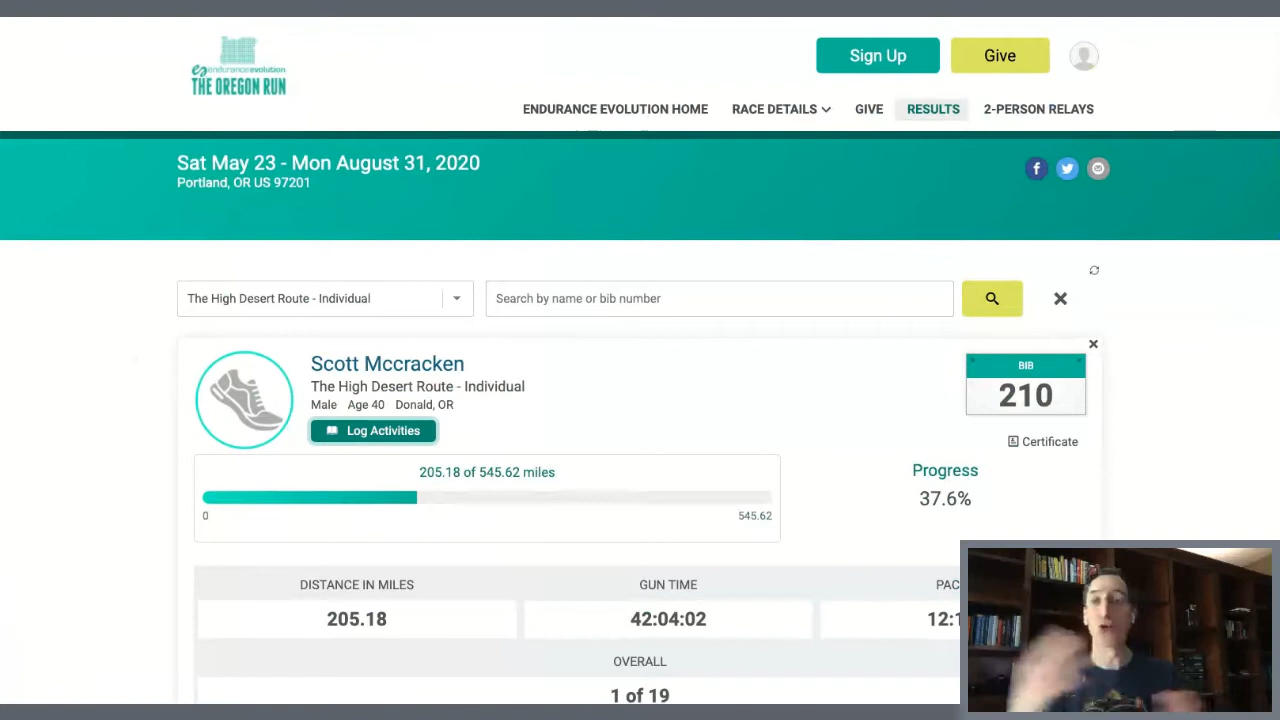 enduranceevolution
THE OREGON RUN
Sign Up
Give
ENDURANCE EVOLUTION HOME
RACE DETAILS
GIVE
RESULTS
2-PERSON RELAYS
Sat May 23 - Mon August 31, 2020
Portland, OR US 97201
The High Desert Route - Individual
Search by name or bib number
Scott Mccracken
The High Desert Route - Individual
Male Age 40 Donald, OR
Log Activities
BIB
210
Certificate
205.18 of 545.62 miles
0
545.62
Progress
37.6%
DISTANCE IN MILES
GUN TIME
PAC
205.18
42:04:02
12:1
OVERALL
1 of 19